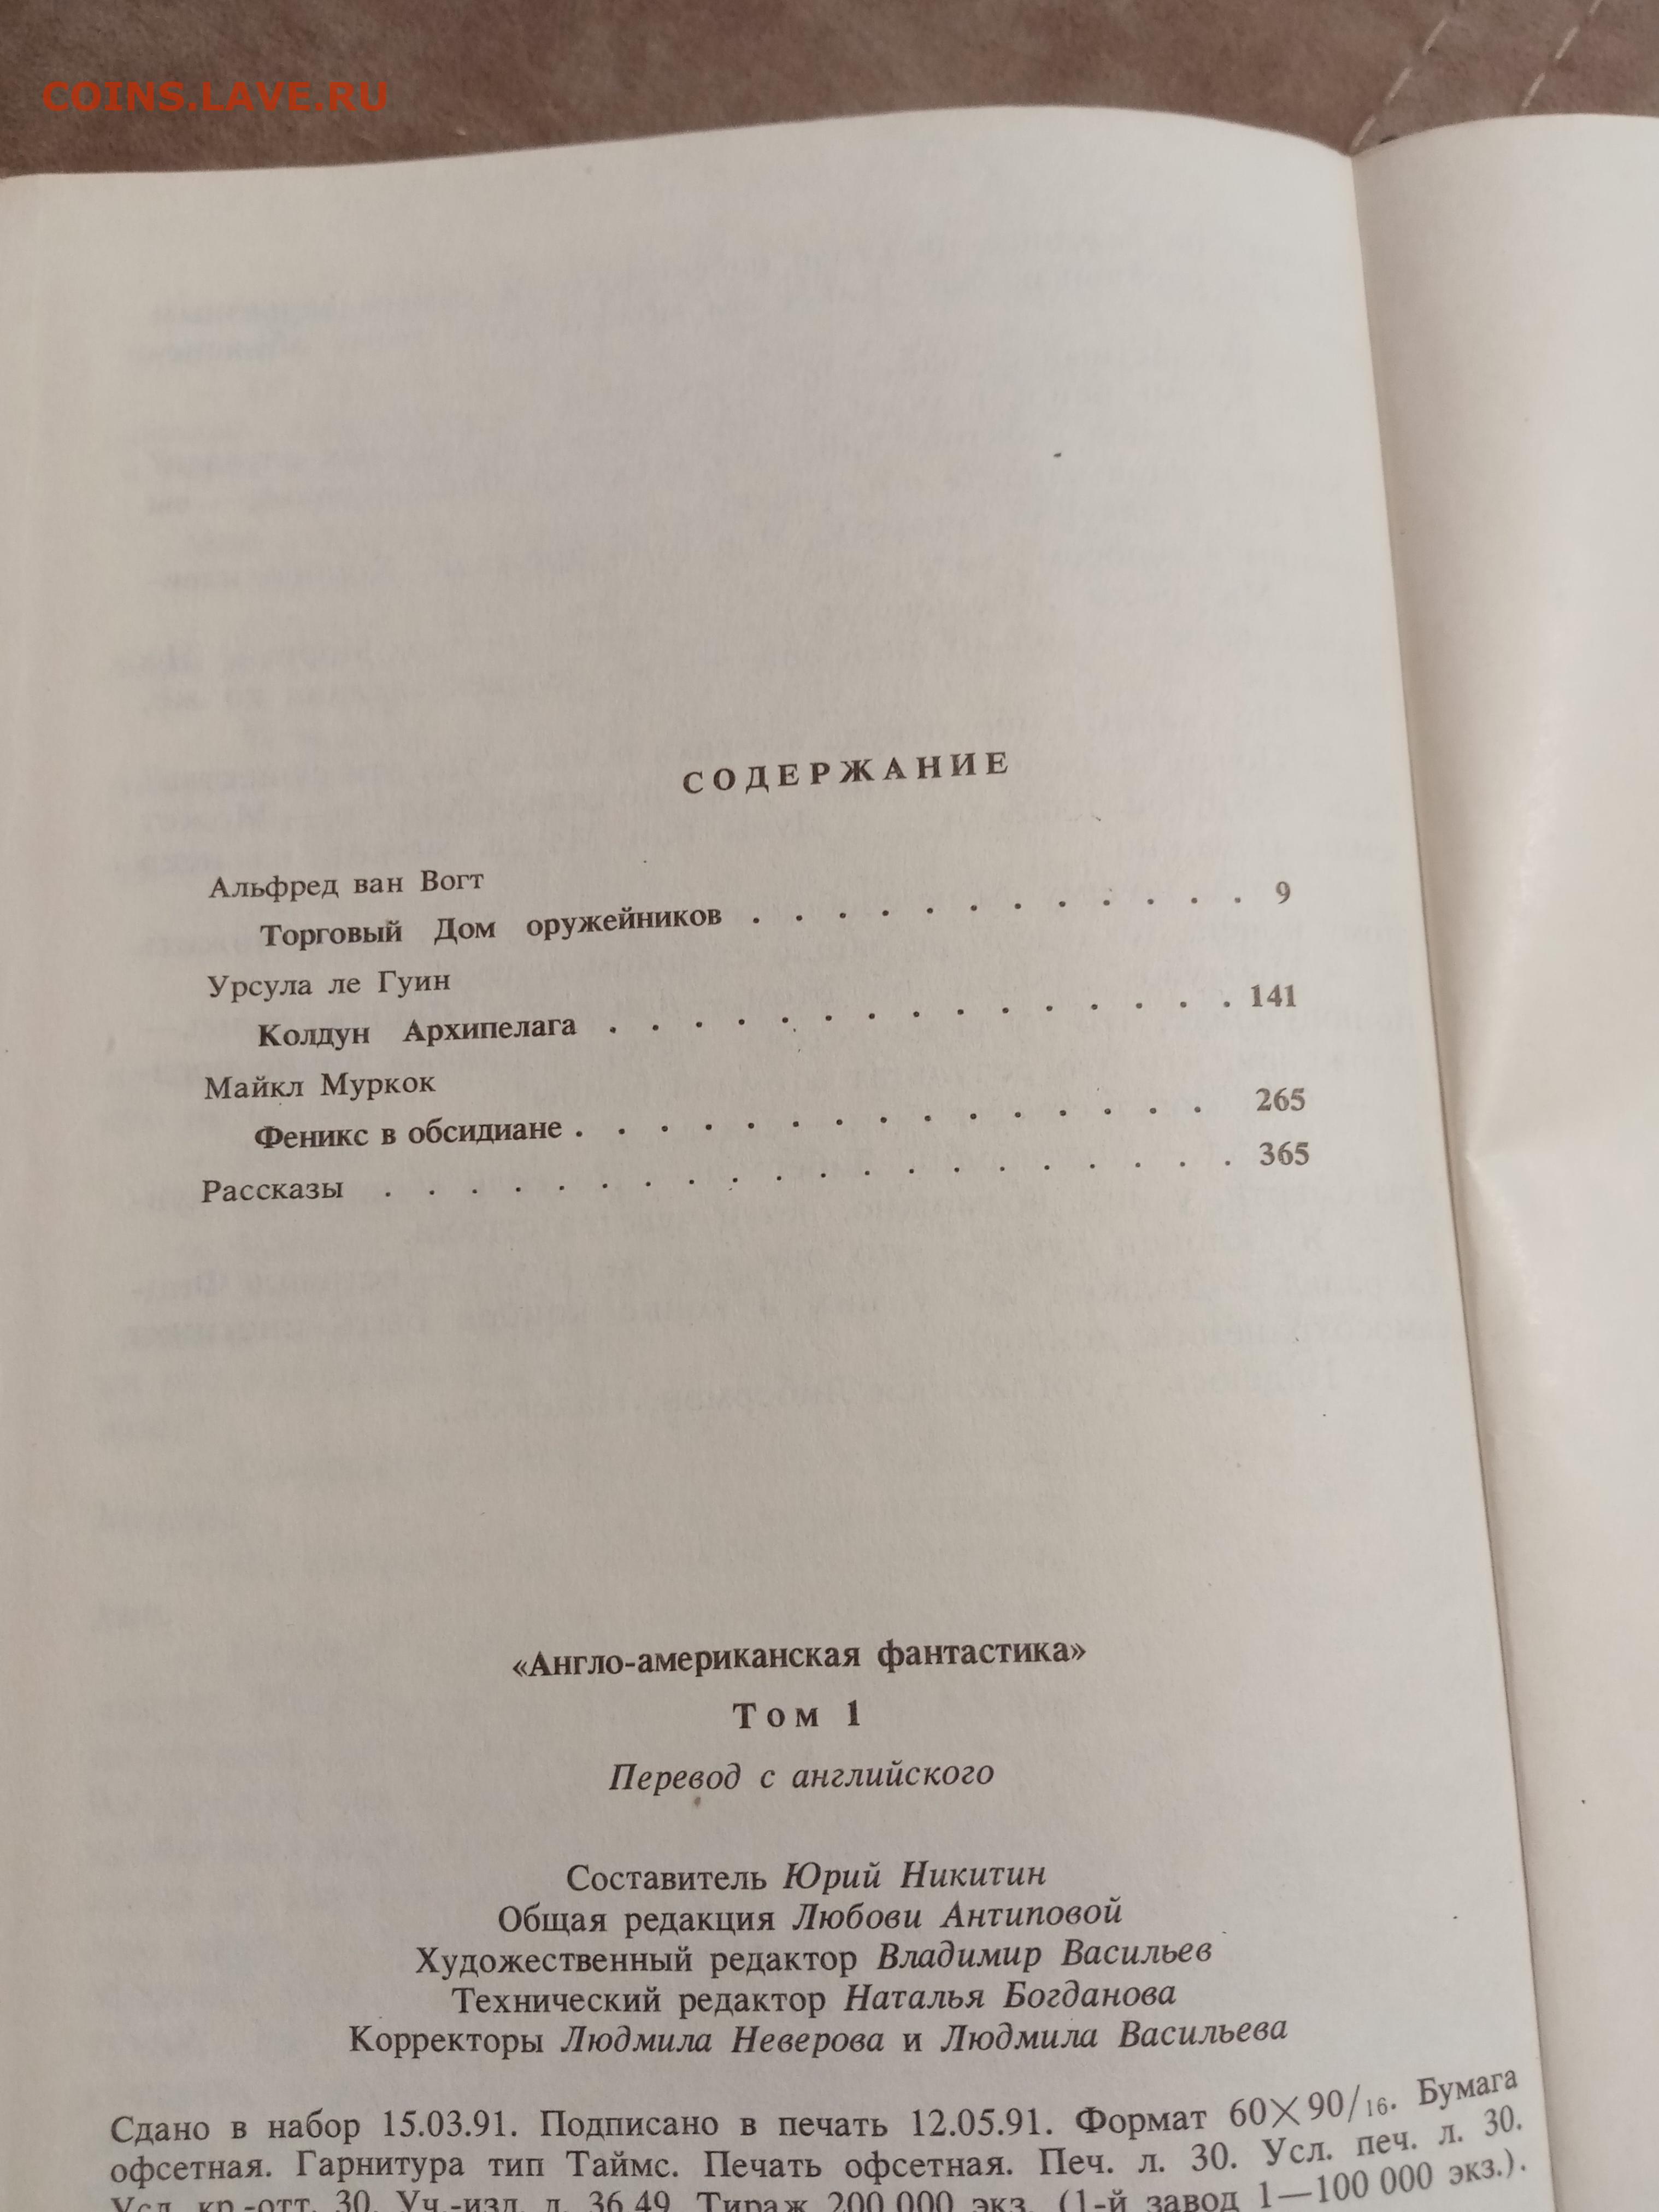 COINS.LAVE.RU
СОДЕРЖАНИЕ
Альфред ван Вогт
Торговый Дом оружейников . . . . . . . . . . . . 9
Урсула ле Гуин
Колдун Архипелага . . . . . . . . . . . . . . . 141
Майкл Муркок
Феникс в обсидиане . . . . . . . . . . . . . . . 265
Рассказы . . . . . . . . . . . . . . . . . . . . 365
«Англо-американская фантастика»
Том 1
Перевод с английского
Составитель Юрий Никитин
Общая редакция Любови Антиповой
Художественный редактор Владимир Васильев
Технический редактор Наталья Богданова
Корректоры Людмила Неверова и Людмила Васильева
Сдано в набор 15.03.91. Подписано в печать 12.05.91. Формат 60×90/16. Бумага
офсетная. Гарнитура тип Таймс. Печать офсетная. Печ. л. 30. Усл. печ. л. 30.
Усл. кр.-отт. 30. Уч.-изд. л. 36,49. Тираж 200 000 экз. (1-й завод 1—100 000 экз.).